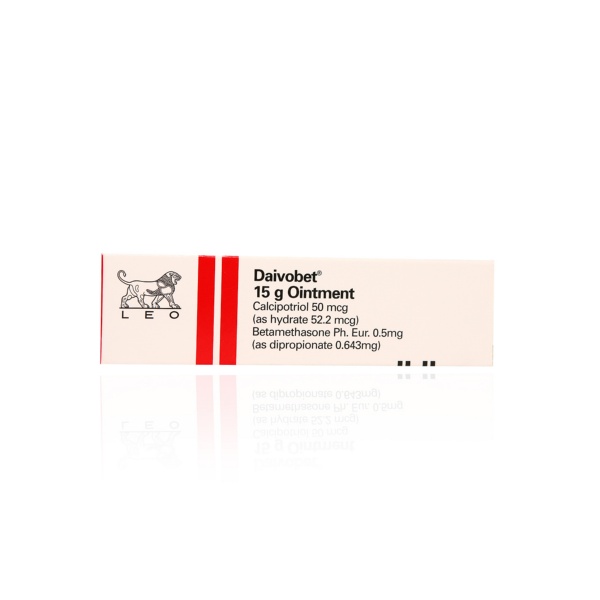 LEO
Daivobet®
15 g Ointment
Calcipotriol 50 mcg
(as hydrate 52.2 mcg)
Betamethasone Ph. Eur. 0.5mg
(as dipropionate 0.643mg)